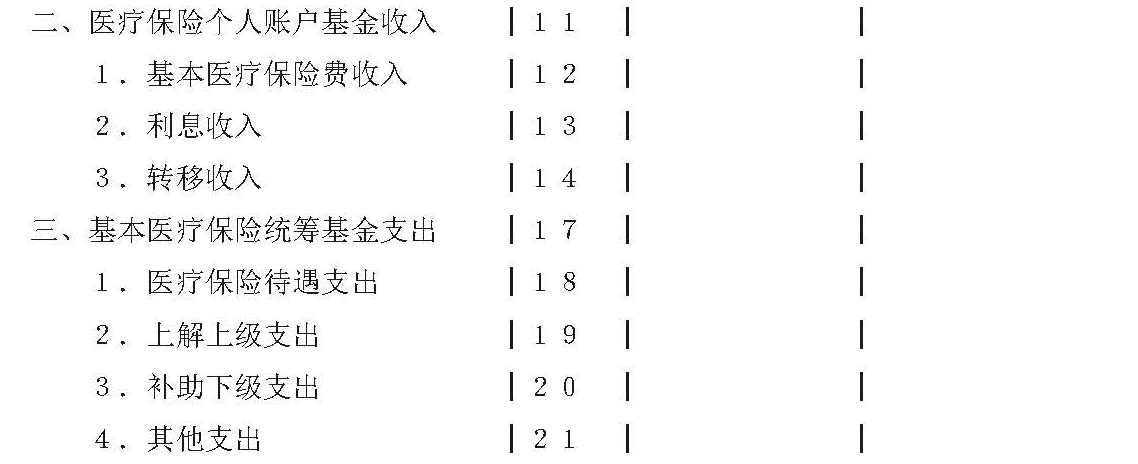 二、医疗保险个人账户基金收入 | 11 | |
1．基本医疗保险费收入 | 12 | |
2．利息收入 | 13 | |
3．转移收入 | 14 | |
三、基本医疗保险统筹基金支出 | 17 | |
1．医疗保险待遇支出 | 18 | |
2．上解上级支出 | 19 | |
3．补助下级支出 | 20 | |
4．其他支出 | 21 | |